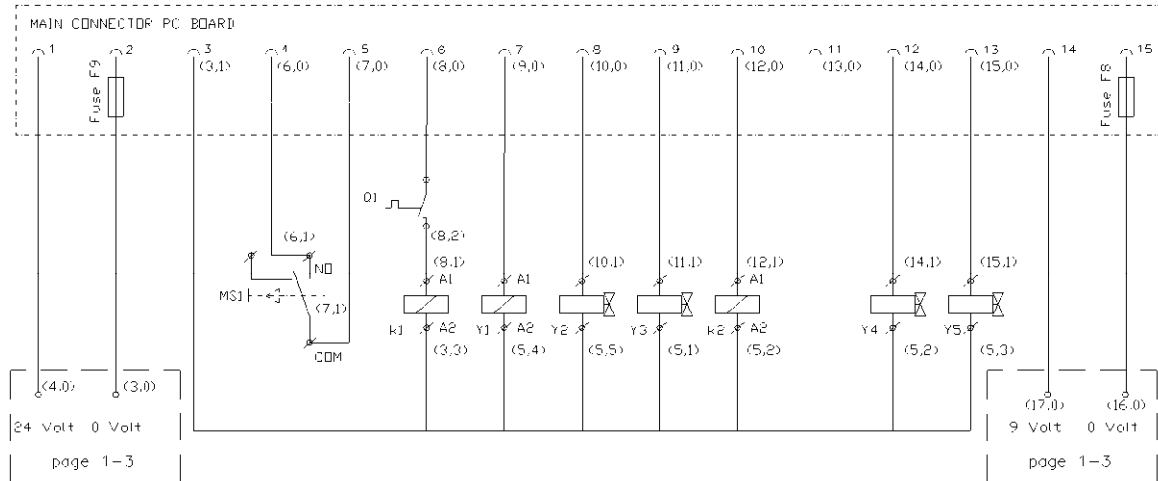 MAIN CONNECTOR PC BOARD
1 2 3 4 5 6 7 8 9 10 11 12 13 14 15
(3,1) (6,0) (7,0) (8,0) (9,0) (10,0) (11,0) (12,0) (13,0) (14,0) (15,0)
Fuse F9
Fuse F8
Q1
(6,1) (8,2)
(8,1) (10,1) (11,1) (12,1) (14,1) (15,1)
NO A1 A1 A1
MS1 (7,1)
k1 A2 Y1 A2 Y2 Y3 k2 A2 Y4 Y5
COM (3,3) (5,4) (5,5) (5,1) (5,2) (5,2) (5,3)
(4,0) (3,0) (17,0) (16,0)
24 Volt 0 Volt 9 Volt 0 Volt
page 1-3 page 1-3